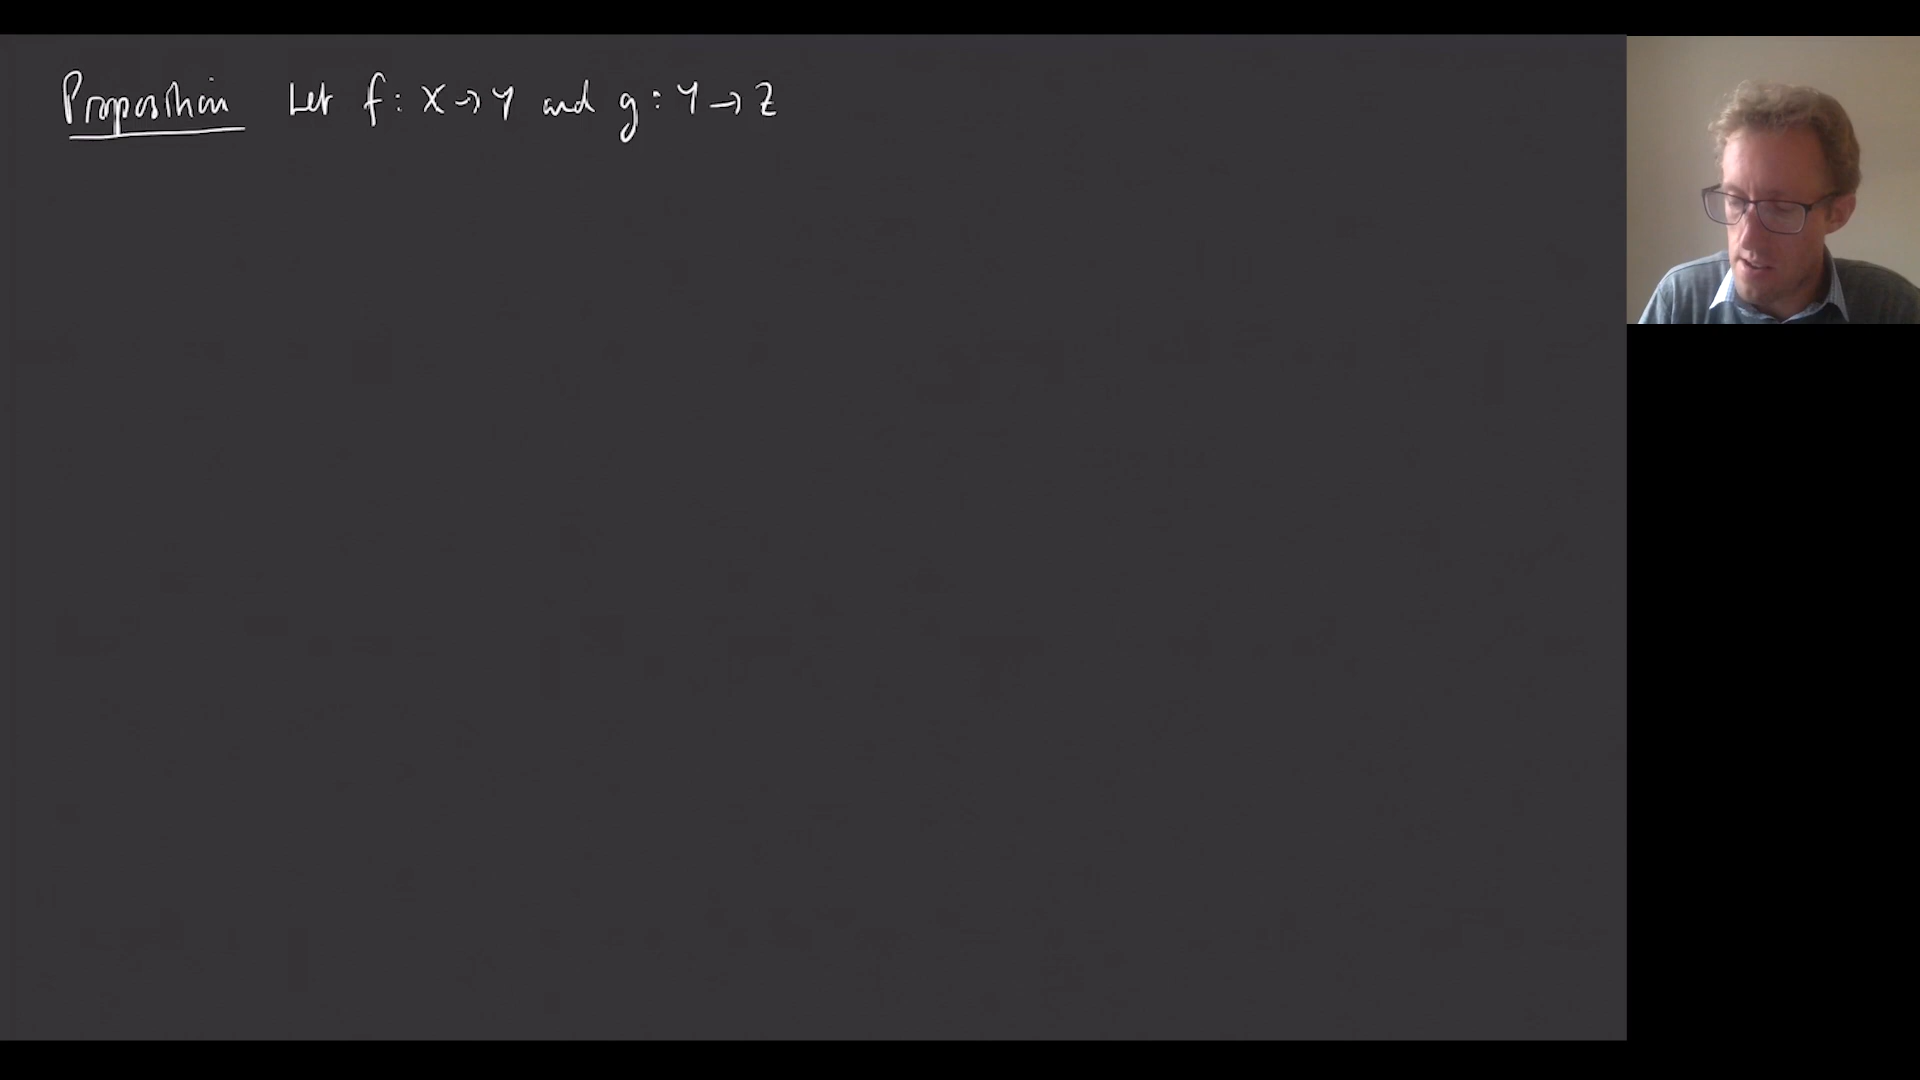 Proposition Let f: X → Y and g: Y → Z